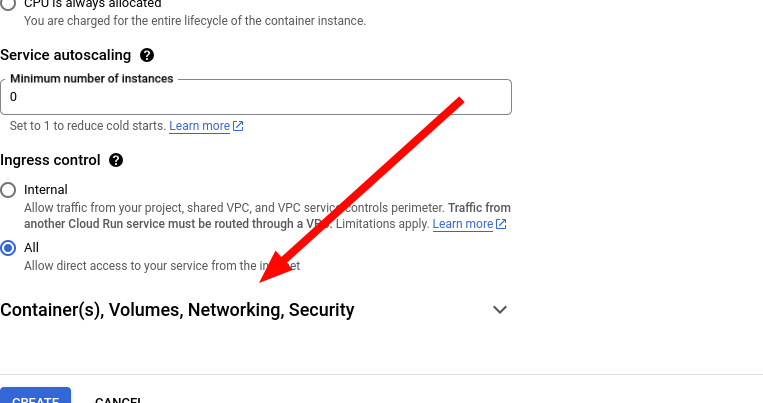 CPU is always allocated
You are charged for the entire lifecycle of the container instance.
Service autoscaling
Minimum number of instances
0
Set to 1 to reduce cold starts. Learn more
Ingress control
Internal
Allow traffic from your project, shared VPC, and VPC service controls perimeter. Traffic from
another Cloud Run service must be routed through a VPC. Limitations apply. Learn more
All
Allow direct access to your service from the internet
Container(s), Volumes, Networking, Security
CREATE CANCEL